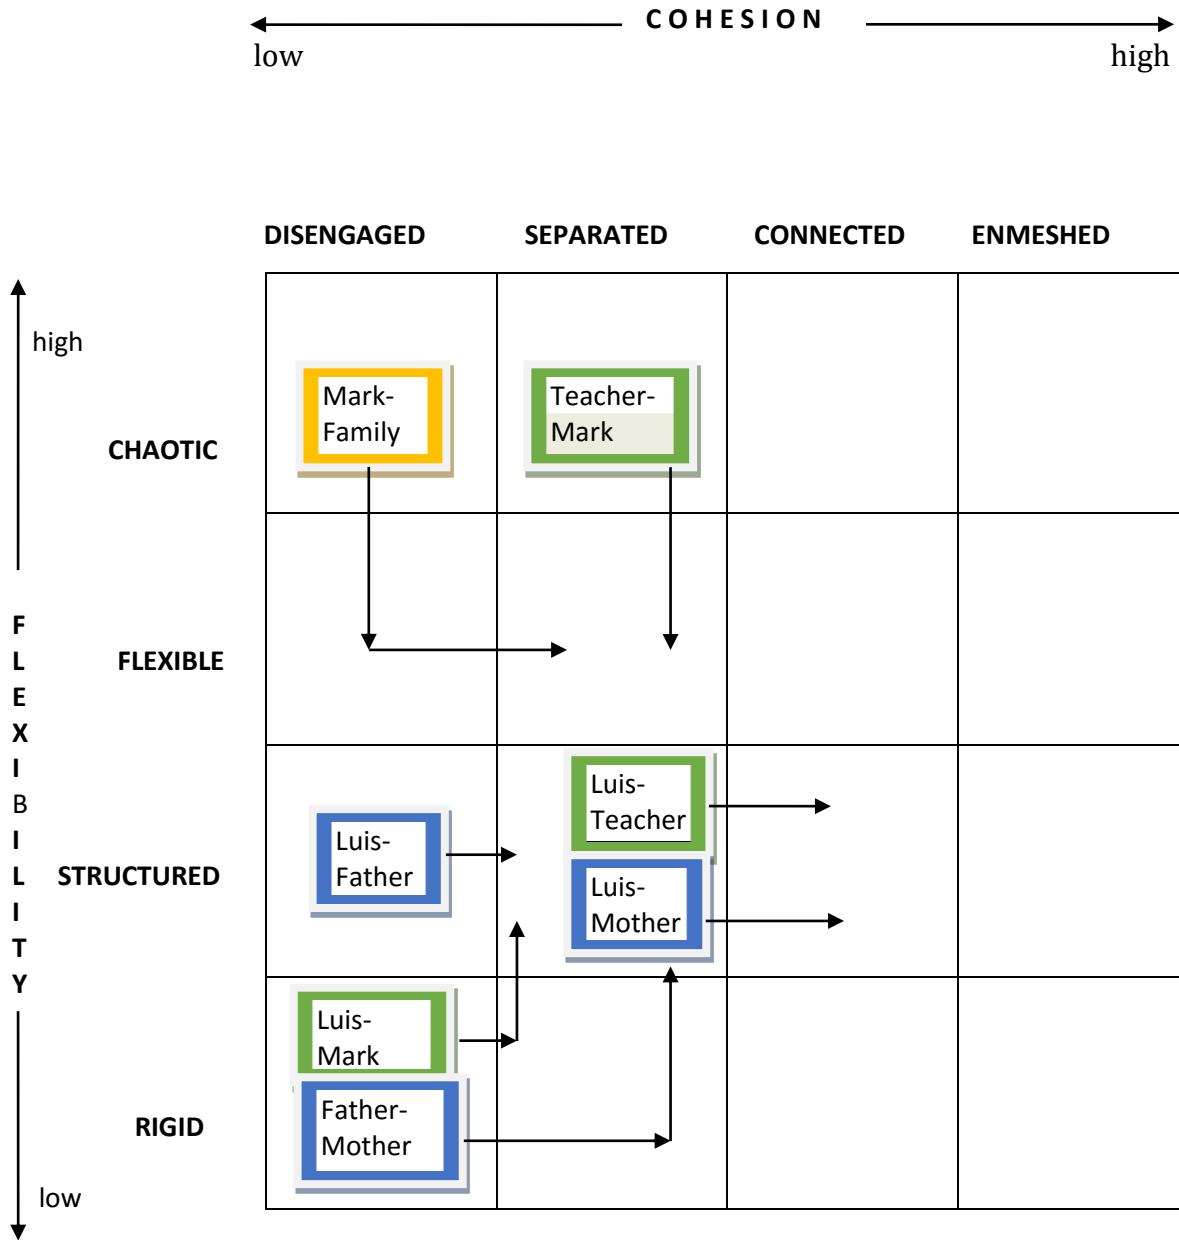 COHESION
low
high
DISENGAGED
SEPARATED
CONNECTED
ENMESHED
high
Mark-
Family
Teacher-
Mark
CHAOTIC
F
L
E
X
I
B
I
L
I
T
Y
FLEXIBLE
Luis-
Teacher
Luis-
Father
STRUCTURED
Luis-
Mother
Luis-
Mark
Father-
Mother
RIGID
low